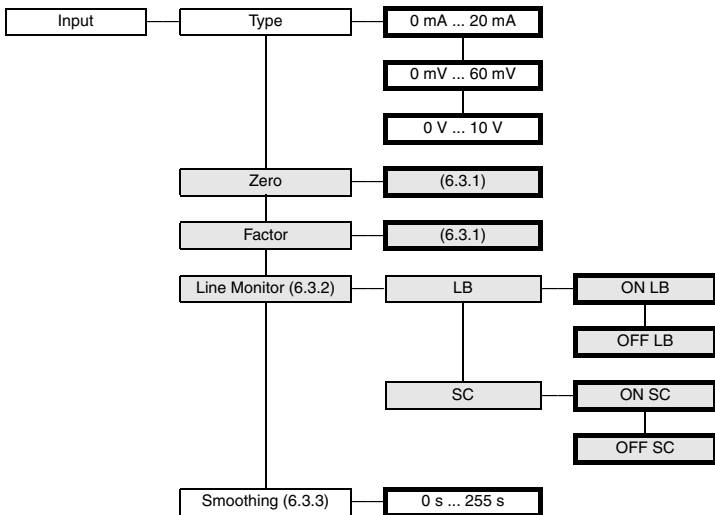 Input
Type
0 mA ... 20 mA
0 mV ... 60 mV
0 V ... 10 V
Zero
(6.3.1)
Factor
(6.3.1)
Line Monitor (6.3.2)
LB
ON LB
OFF LB
SC
ON SC
OFF SC
Smoothing (6.3.3)
0 s ... 255 s